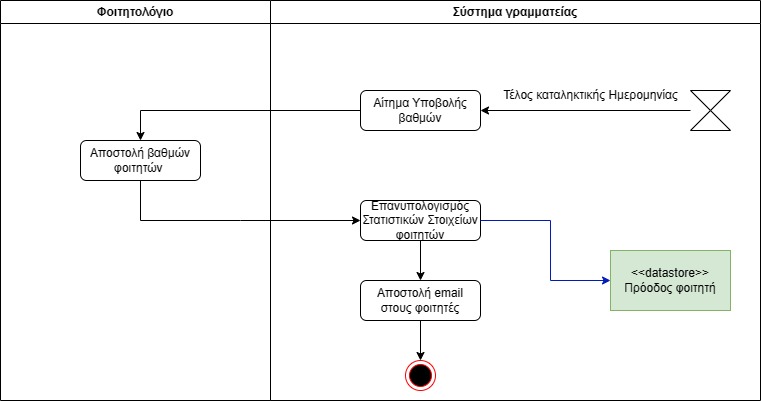 Φοιτητολόγιο
Σύστημα γραμματείας
Τέλος καταληκτικής Ημερομηνίας
Αίτημα Υποβολής
βαθμών
Αποστολή βαθμών
φοιτητών
Επανυπολογισμός
Στατιστικών Στοιχείων
φοιτητών
<<datastore>>
Πρόοδος φοιτητή
Αποστολή email
στους φοιτητές